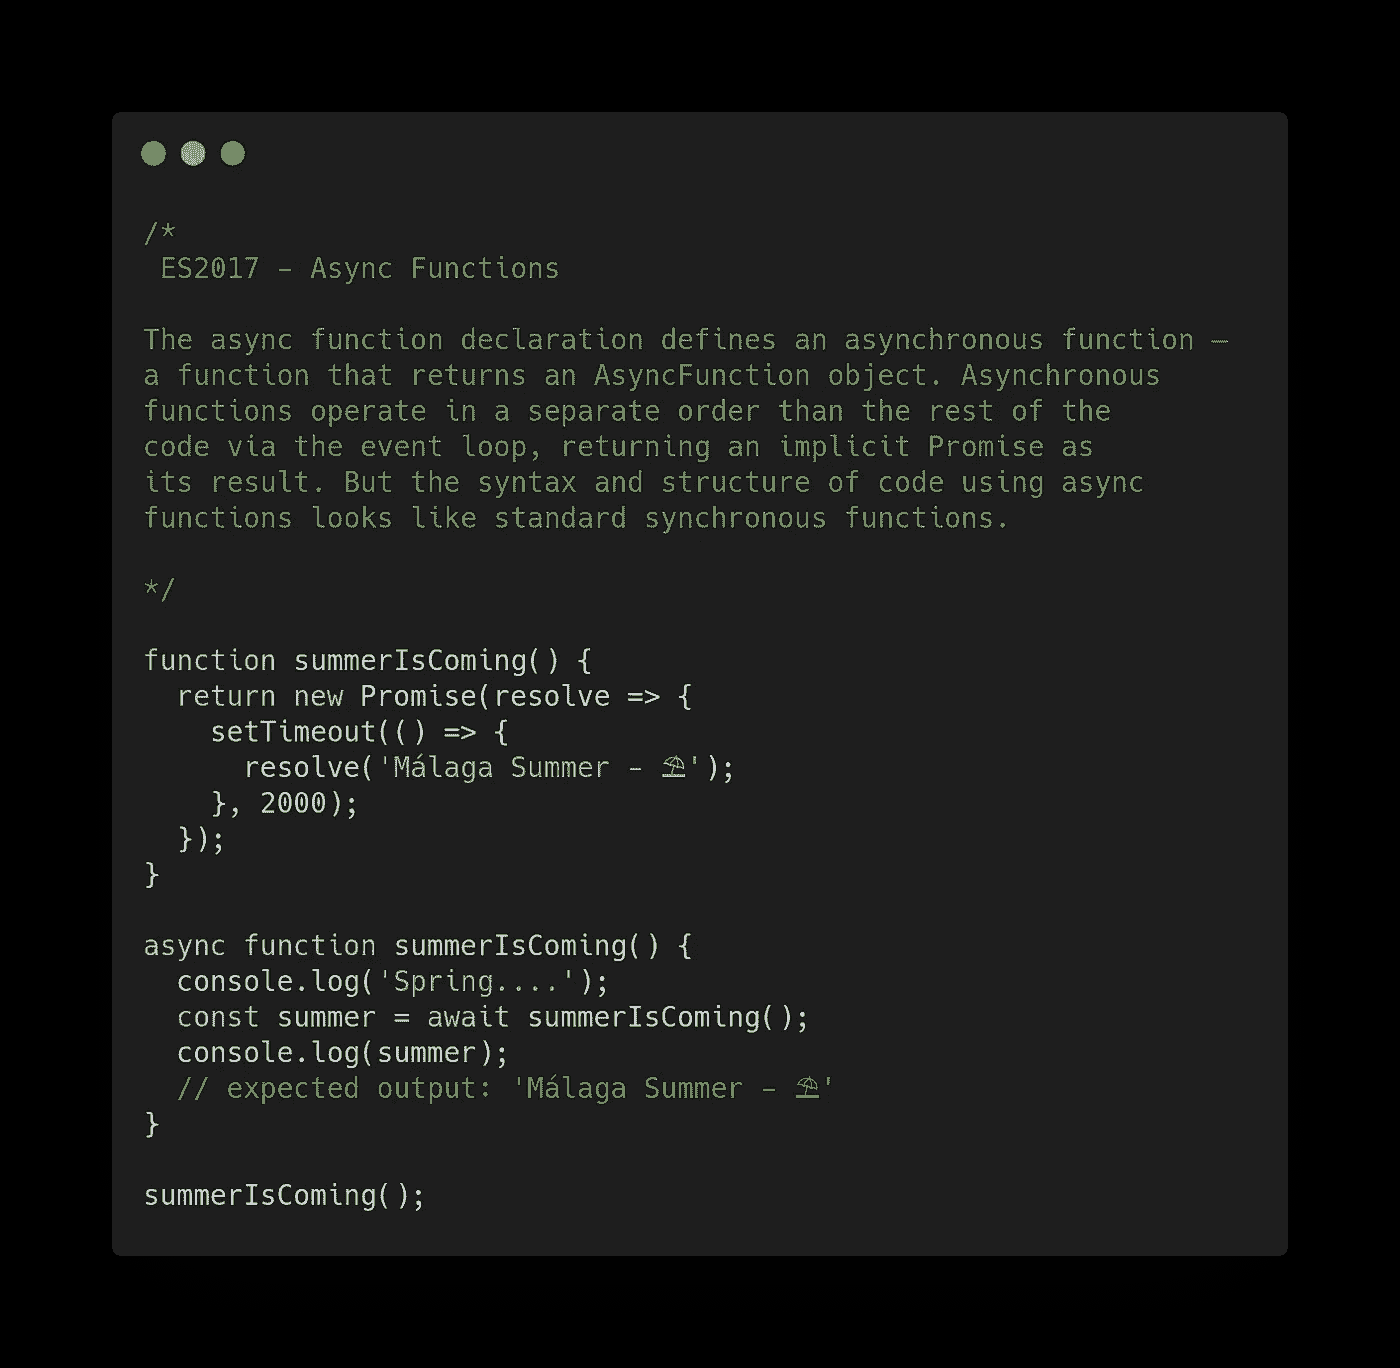 /*
 ES2017 - Async Functions

The async function declaration defines an asynchronous function —
a function that returns an AsyncFunction object. Asynchronous
functions operate in a separate order than the rest of the
code via the event loop, returning an implicit Promise as
its result. But the syntax and structure of code using async
functions looks like standard synchronous functions.

*/

function summerIsComing() {
  return new Promise(resolve => {
    setTimeout(() => {
      resolve('Málaga Summer - ⛱');
    }, 2000);
  });
}

async function summerIsComing() {
  console.log('Spring....');
  const summer = await summerIsComing();
  console.log(summer);
  // expected output: 'Málaga Summer - ⛱'
}

summerIsComing();